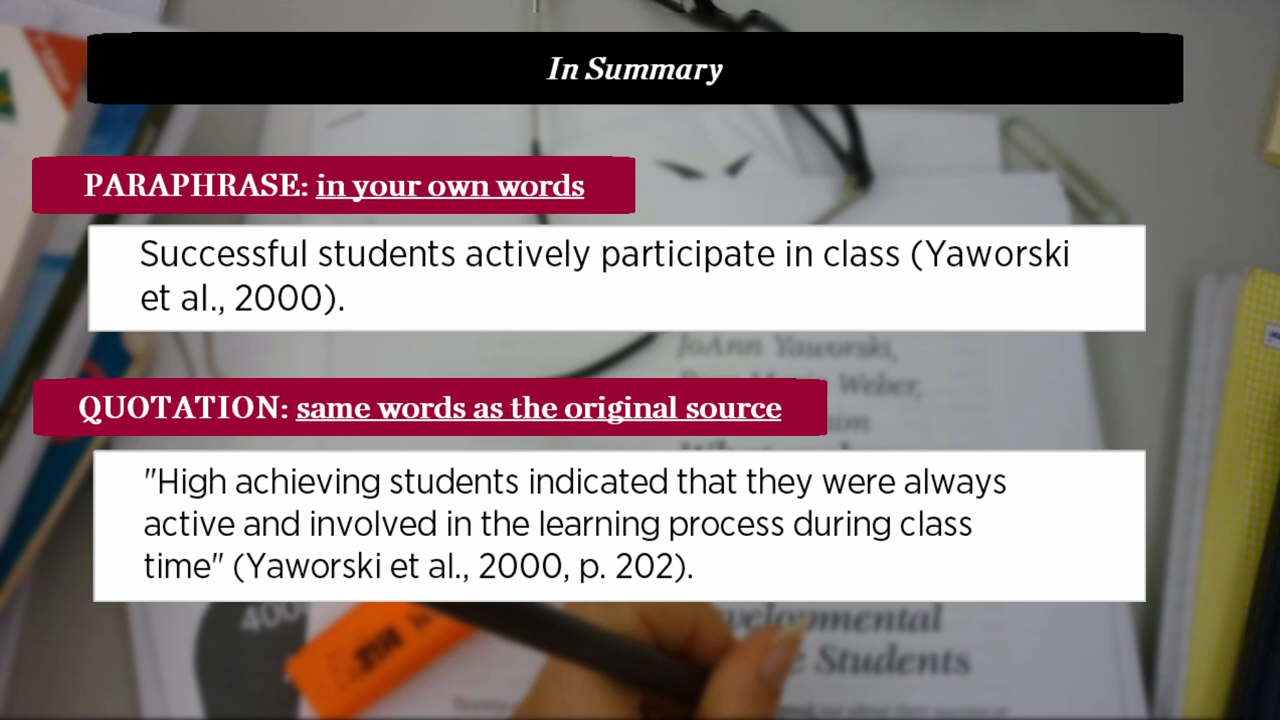 In Summary
PARAPHRASE: in your own words
Successful students actively participate in class (Yaworski
et al., 2000).
JoAnn Yaworski,
Weber,
QUOTATION: same words as the original source
"High achieving students indicated that they were always
active and involved in the learning process during class
time" (Yaworski et al., 2000, p. 202).
400
Students